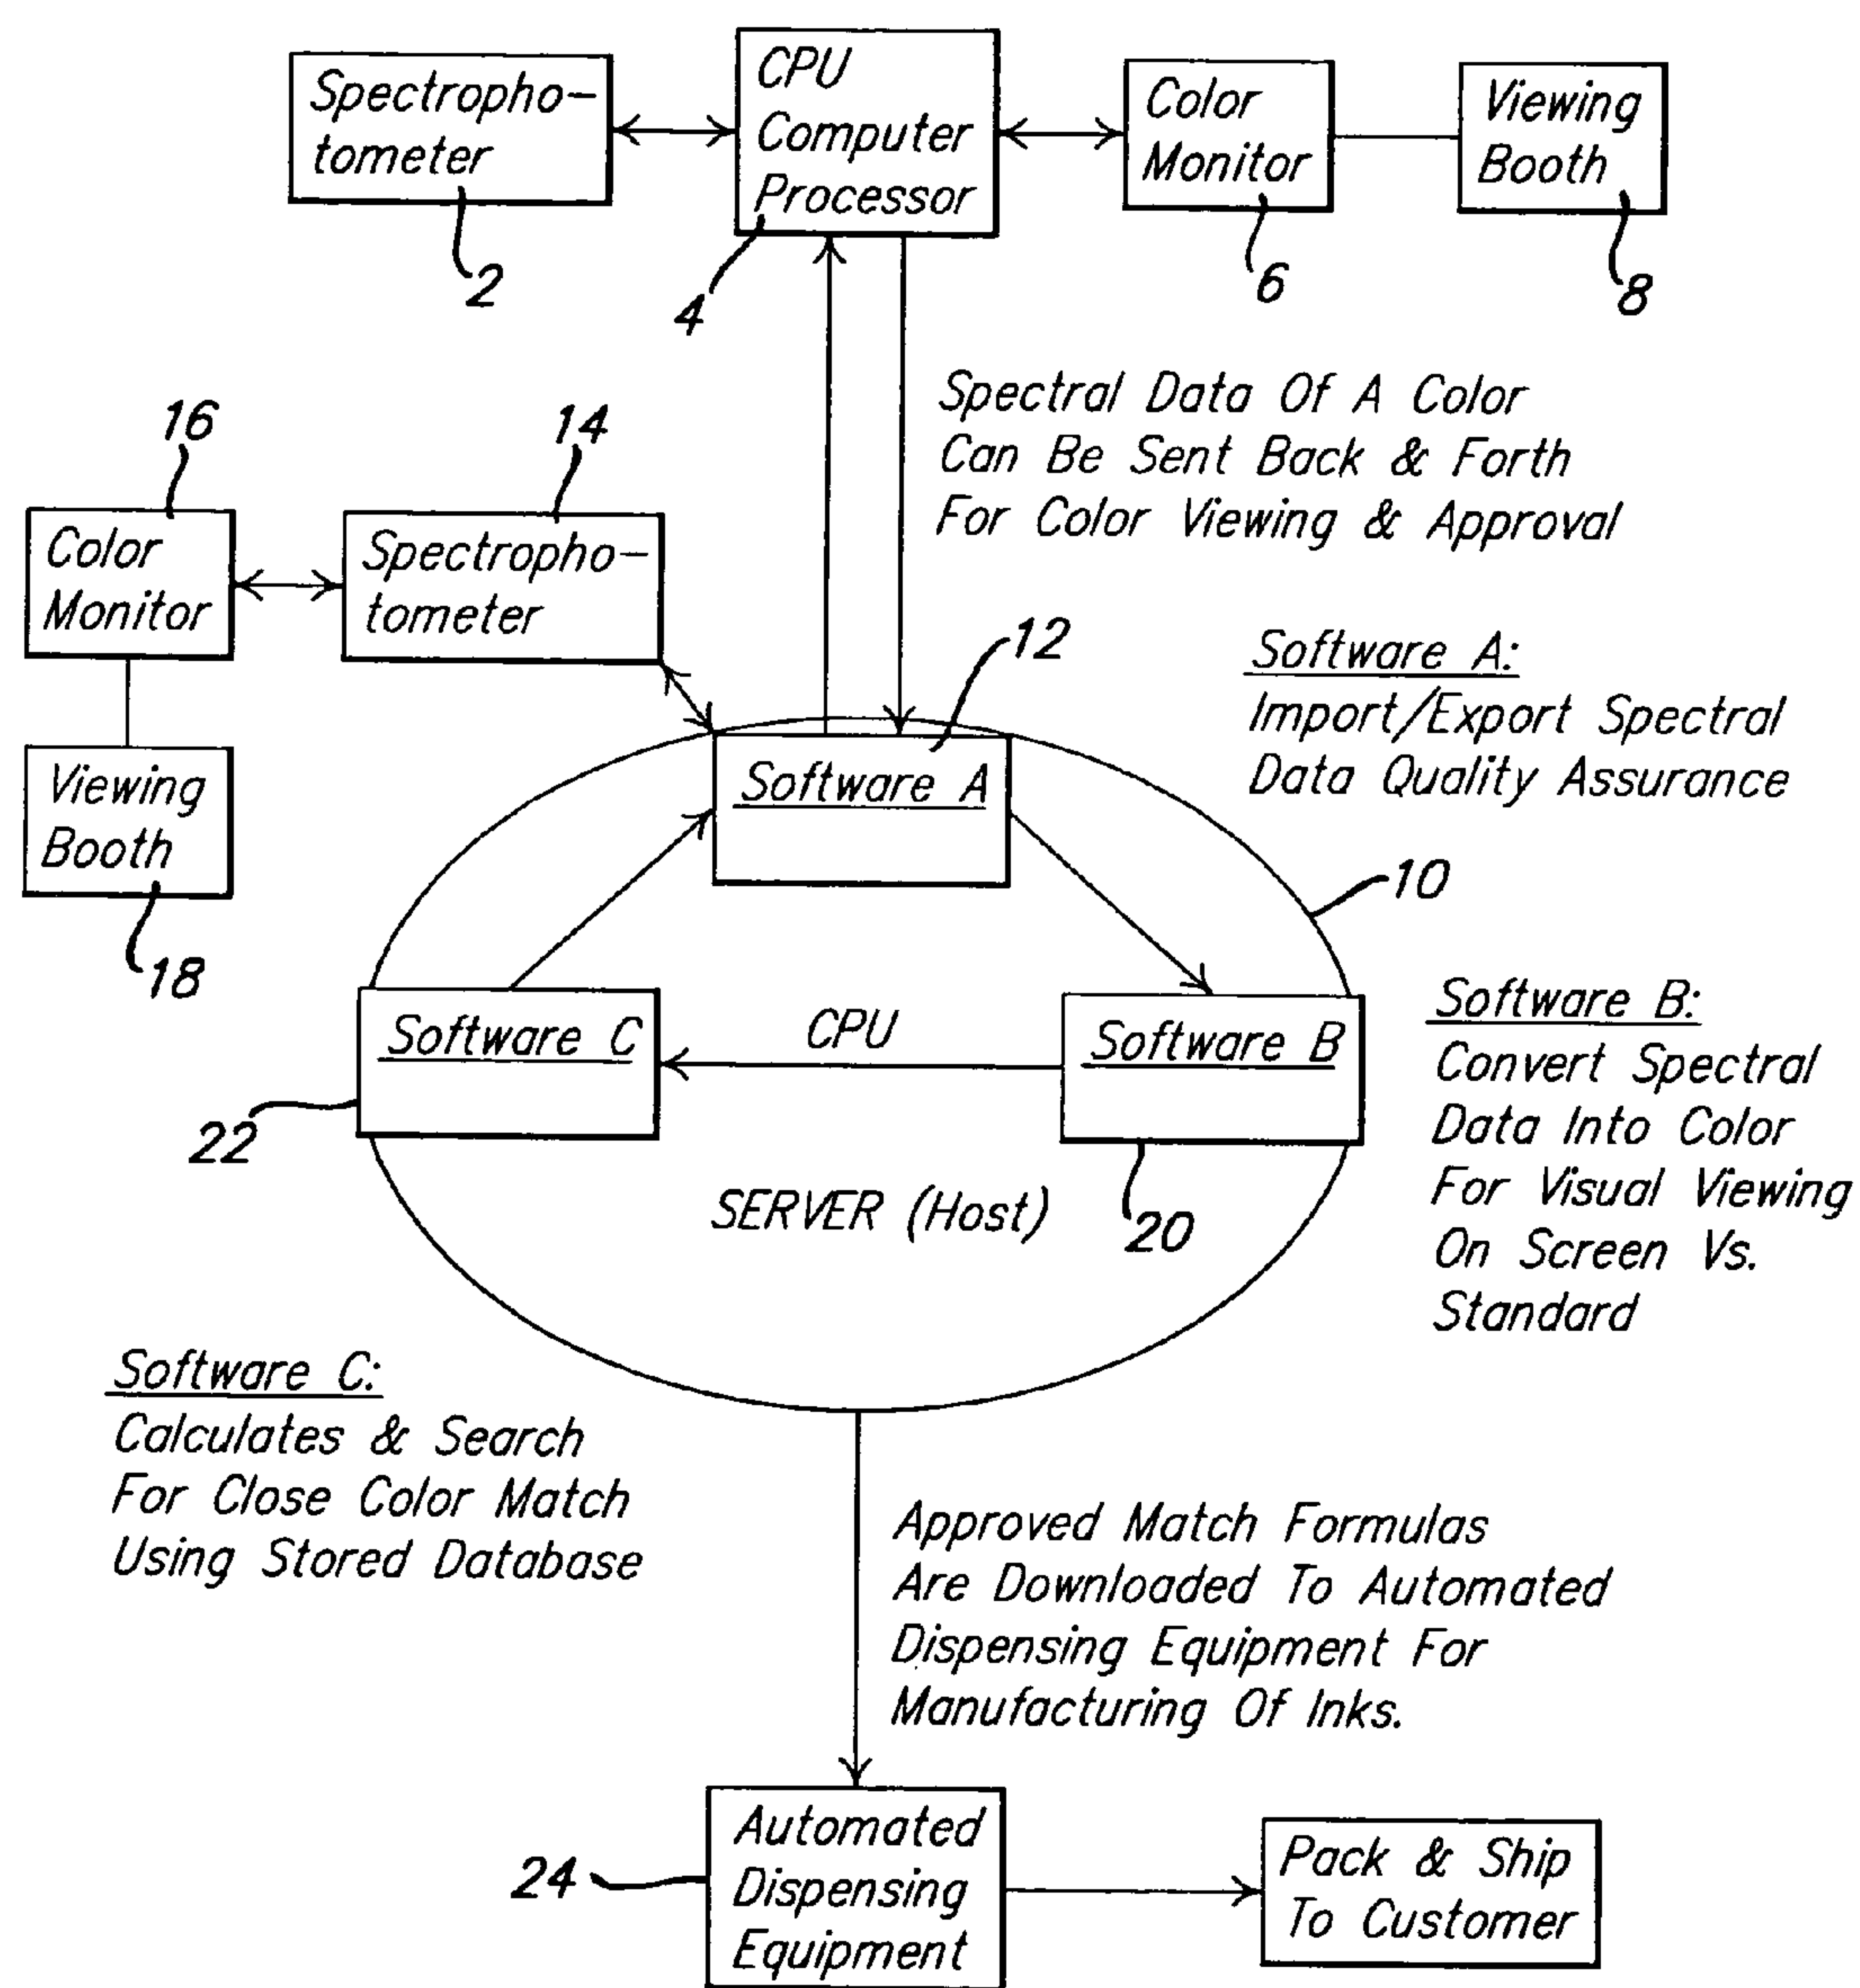 Spectropho-
tometer
2
CPU
Computer
Processor
4
Color
Monitor
6
Viewing
Booth
8
Spectral Data Of A Color
Can Be Sent Back & Forth
For Color Viewing & Approval
16
Color
Monitor
14
Spectropho-
tometer
Viewing
Booth
18
12
Software A
Software A:
Import/Export Spectral
Data Quality Assurance
10
Software C
22
CPU
Software B
20
SERVER (Host)
Software B:
Convert Spectral
Data Into Color
For Visual Viewing
On Screen Vs.
Standard
Software C:
Calculates & Search
For Close Color Match
Using Stored Database
Approved Match Formulas
Are Downloaded To Automated
Dispensing Equipment For
Manufacturing Of Inks.
24
Automated
Dispensing
Equipment
Pack & Ship
To Customer